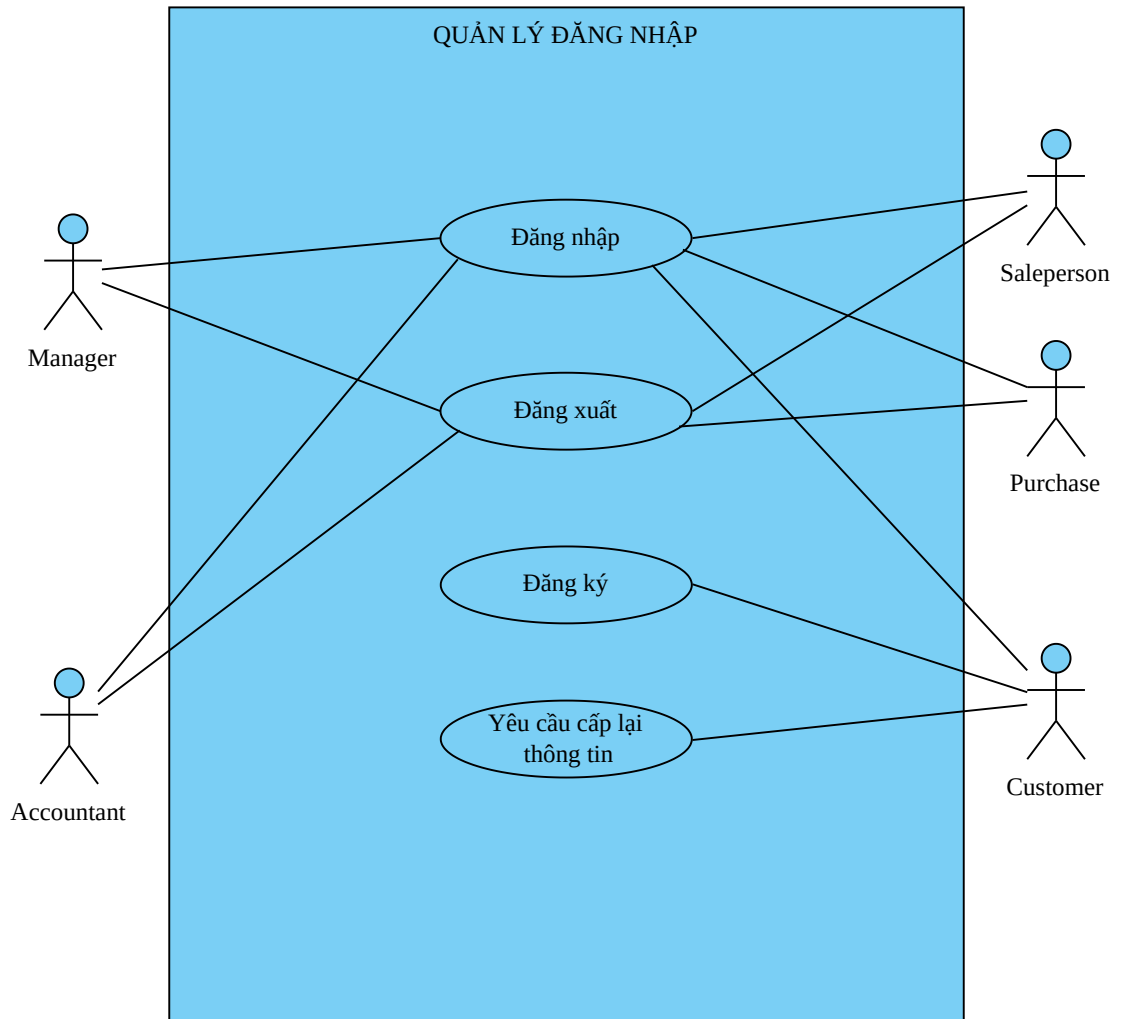 QUẢN LÝ ĐĂNG NHẬP
Đăng nhập
Saleperson
Manager
Đăng xuất
Purchase
Đăng ký
Yêu cầu cấp lại
thông tin
Customer
Accountant